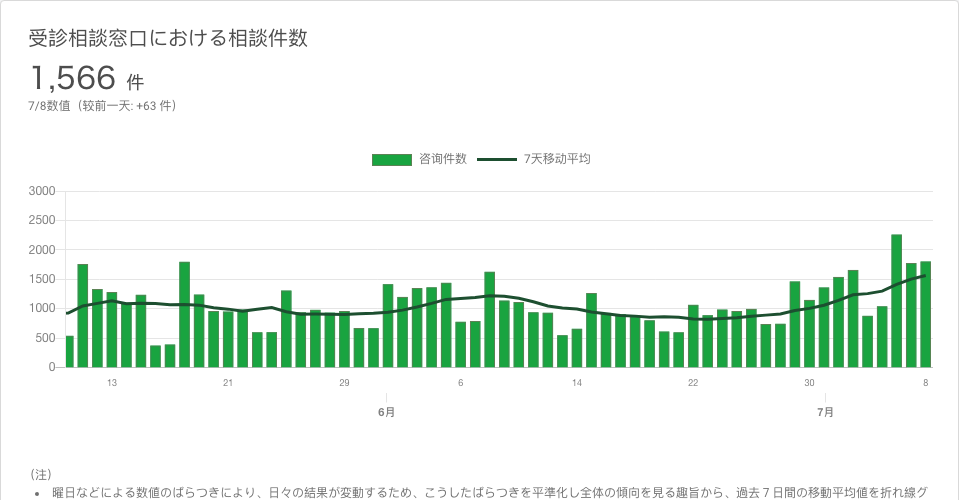 受診相談窓口における相談件数
1,566 件
7/8数值（较前一天: +63 件）
咨询件数 7天移动平均
3000
2500
2000
1500
1000
500
0
13 21 29 6 14 22 30 8
6月 7月
（注）
• 曜日などによる数値のばらつきにより、日々の結果が変動するため、こうしたばらつきを平準化し全体の傾向を見る趣旨から、過去７日間の移動平均値を折れ線グ